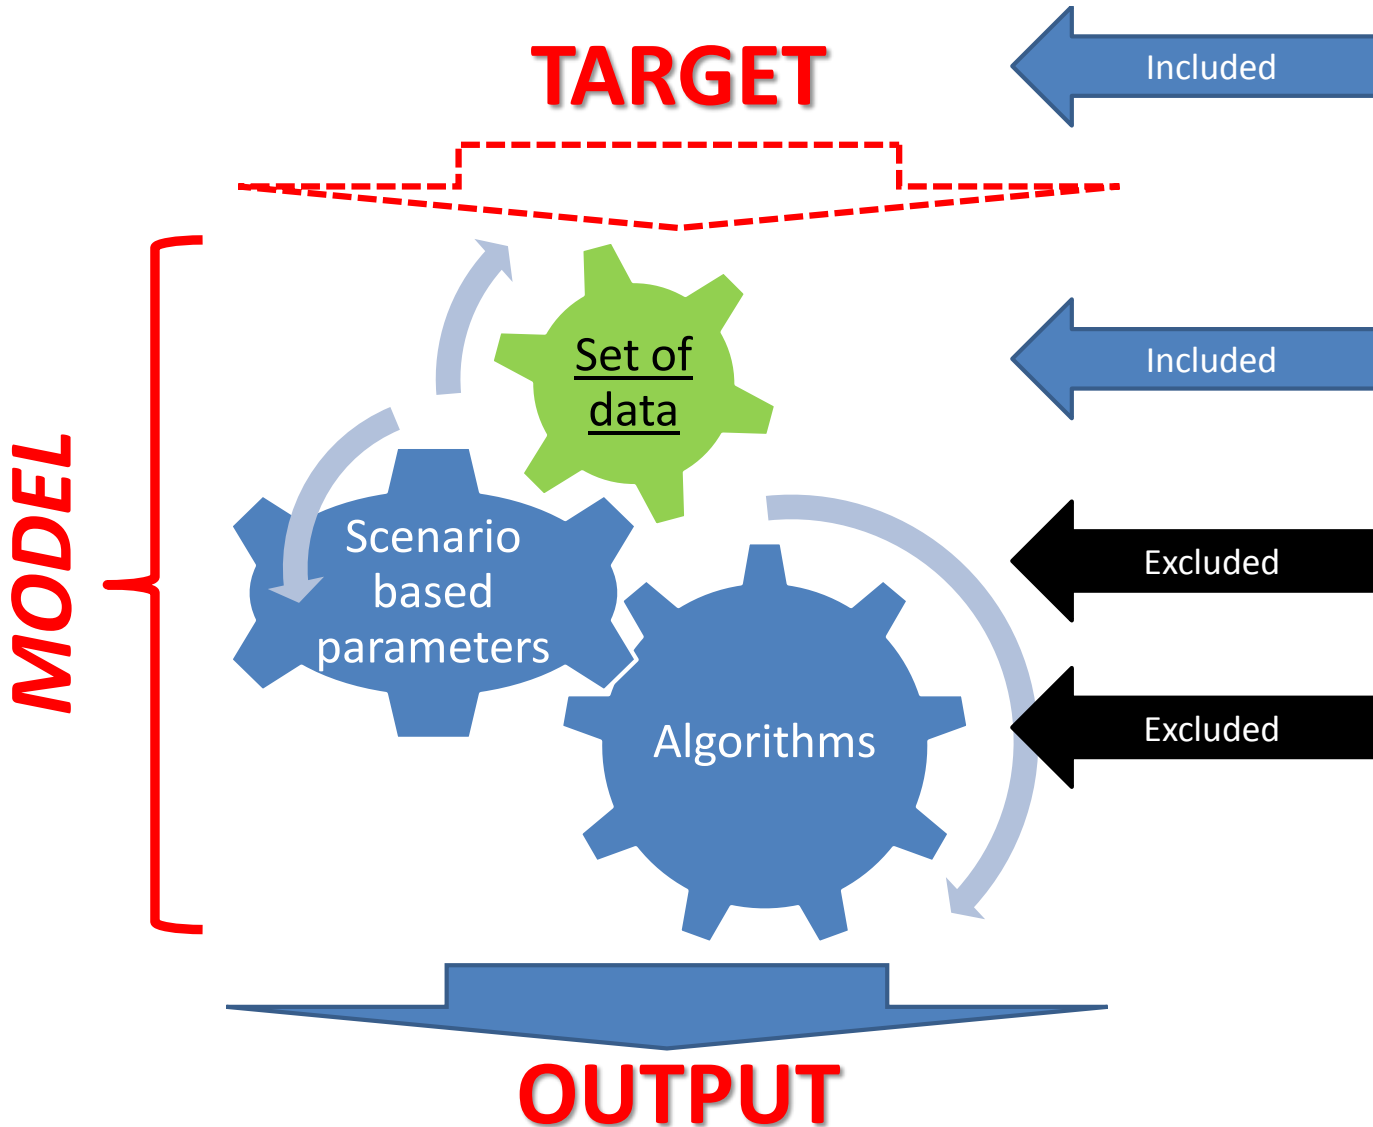 TARGET
Included
Set of
data
Included
MODEL
Scenario
based
parameters
Excluded
Algorithms
Excluded
OUTPUT